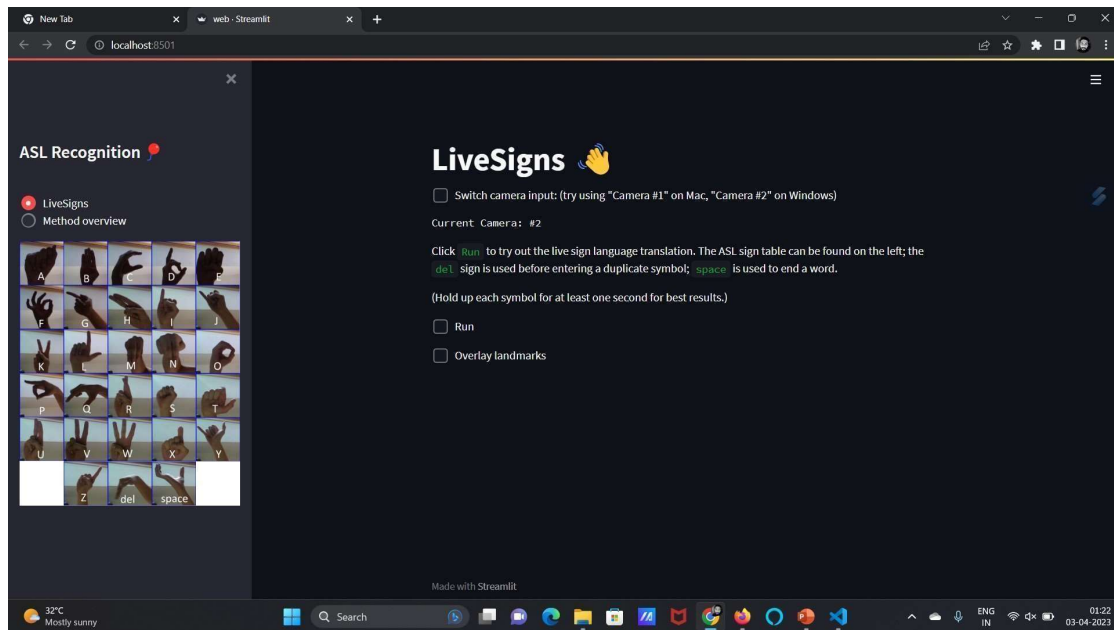 New Tab
web · Streamlit
localhost:8501
ASL Recognition
LiveSigns
Method overview
A B C D E
F G H I J
K L M N O
P Q R S T
U V W X Y
Z del space
LiveSigns
Switch camera input: (try using "Camera #1" on Mac, "Camera #2" on Windows)
Current Camera: #2
Click Run to try out the live sign language translation. The ASL sign table can be found on the left; the
del sign is used before entering a duplicate symbol; space is used to end a word.
(Hold up each symbol for at least one second for best results.)
Run
Overlay landmarks
Made with Streamlit
32°C
Mostly sunny
Search
ENG
IN
01:22
03-04-2023